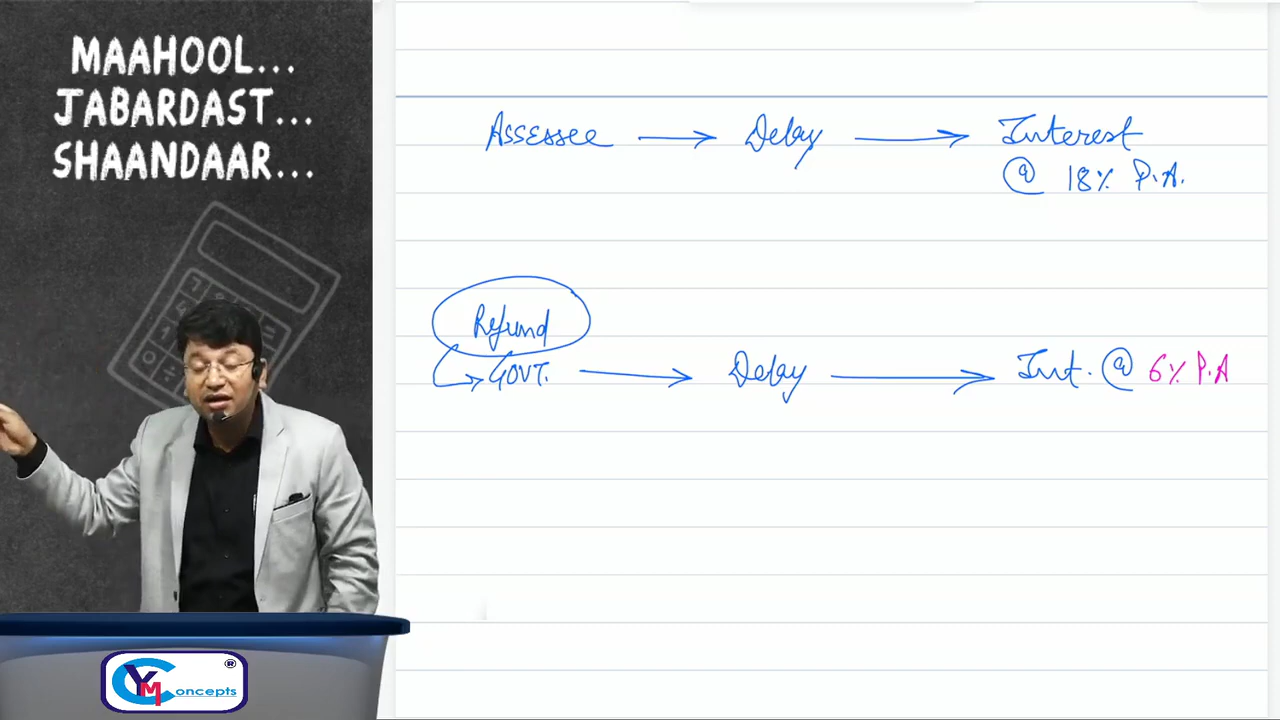 MAAHOOL...
JABARDAST...
SHAANDAAR...
Assessee → Delay → Interest
@ 18% P.A.
Refund
GOVT. → Delay → Int. @ 6% P.A
YM Concepts ®